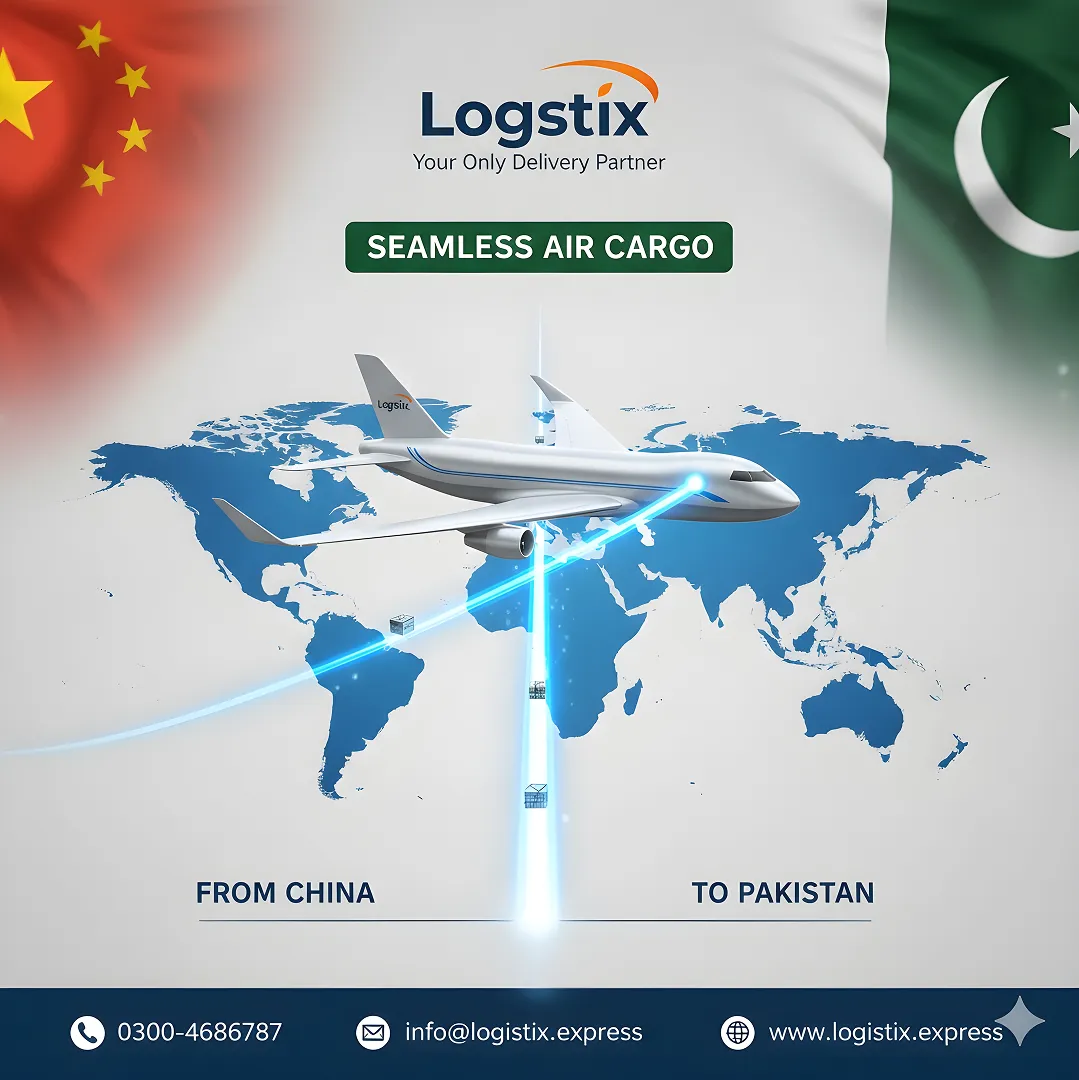 Logstix
Your Only Delivery Partner
SEAMLESS AIR CARGO
Logstix
FROM CHINA
TO PAKISTAN
0300-4686787
info@logistix.express
www.logistix.express